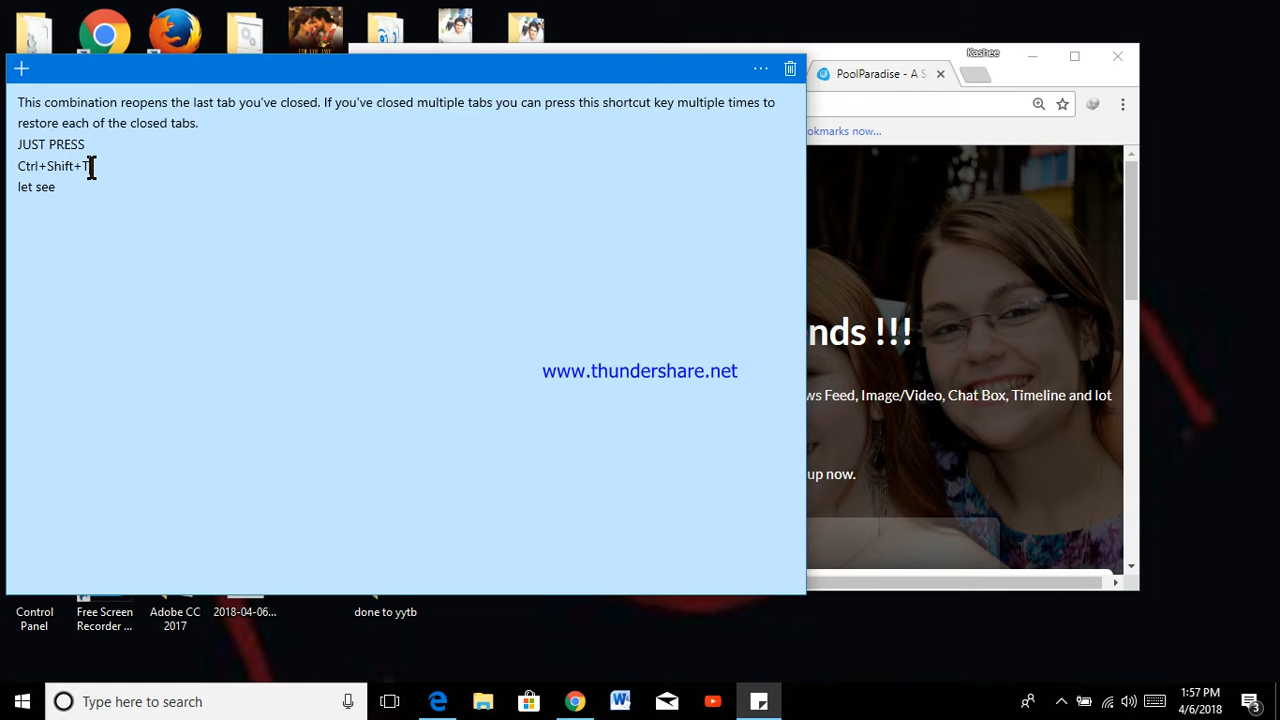 Kashee
PoolParadise - A S
This combination reopens the last tab you've closed. If you've closed multiple tabs you can press this shortcut key multiple times to
restore each of the closed tabs.
JUST PRESS
Ctrl+Shift+T
let see
okmarks now...
nds !!!
ws Feed, Image/Video, Chat Box, Timeline and lot
up now.
www.thundershare.net
Control
Panel
Free Screen
Recorder ...
Adobe CC
2017
2018-04-06...
done to yytb
Type here to search
1:57 PM
4/6/2018
3